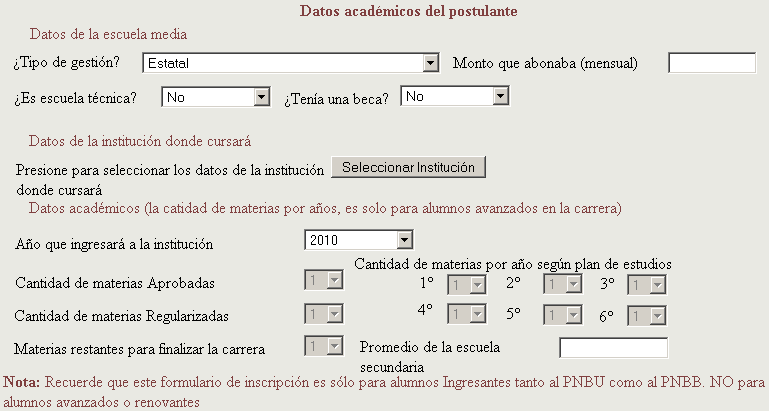 Datos académicos del postulante
Datos de la escuela media
¿Tipo de gestión? Estatal Monto que abonaba (mensual)
¿Es escuela técnica? No ¿Tenía una beca? No
Datos de la institución donde cursará
Presione para seleccionar los datos de la institución Seleccionar Institución
donde cursará
Datos académicos (la catidad de materias por años, es solo para alumnos avanzados en la carrera)
Año que ingresará a la institución 2010
Cantidad de materias por año según plan de estudios
Cantidad de materias Aprobadas 1 1º 1 2º 1 3º 1
Cantidad de materias Regularizadas 1 4º 1 5º 1 6º 1
Materias restantes para finalizar la carrera 1 Promedio de la escuela
secundaria
Nota: Recuerde que este formulario de inscripción es sólo para alumnos Ingresantes tanto al PNBU como al PNBB. NO para
alumnos avanzados o renovantes